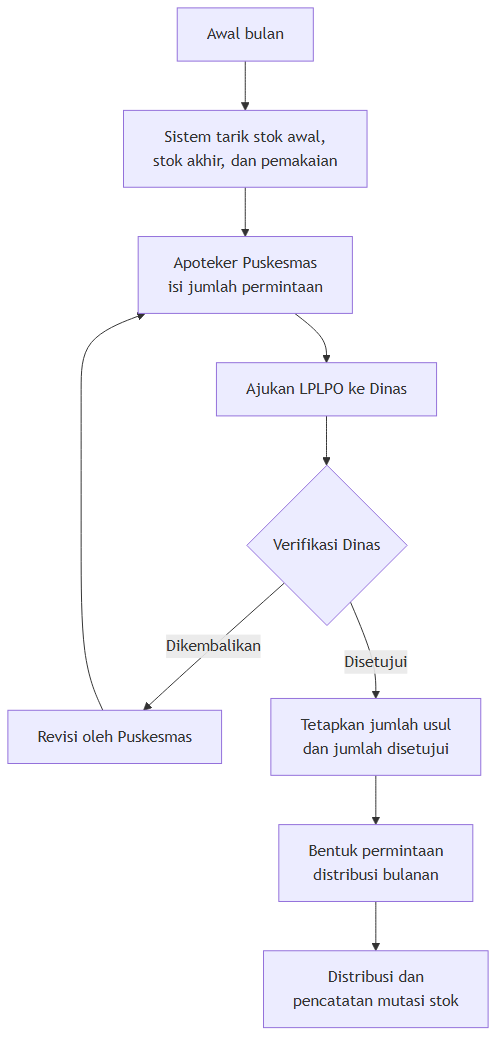 Awal bulan
Sistem tarik stok awal,
stok akhir, dan pemakaian
Apoteker Puskesmas
isi jumlah permintaan
Ajukan LPLPO ke Dinas
Verifikasi Dinas
Dikembalikan
Disetujui
Revisi oleh Puskesmas
Tetapkan jumlah usul
dan jumlah disetujui
Bentuk permintaan
distribusi bulanan
Distribusi dan
pencatatan mutasi stok